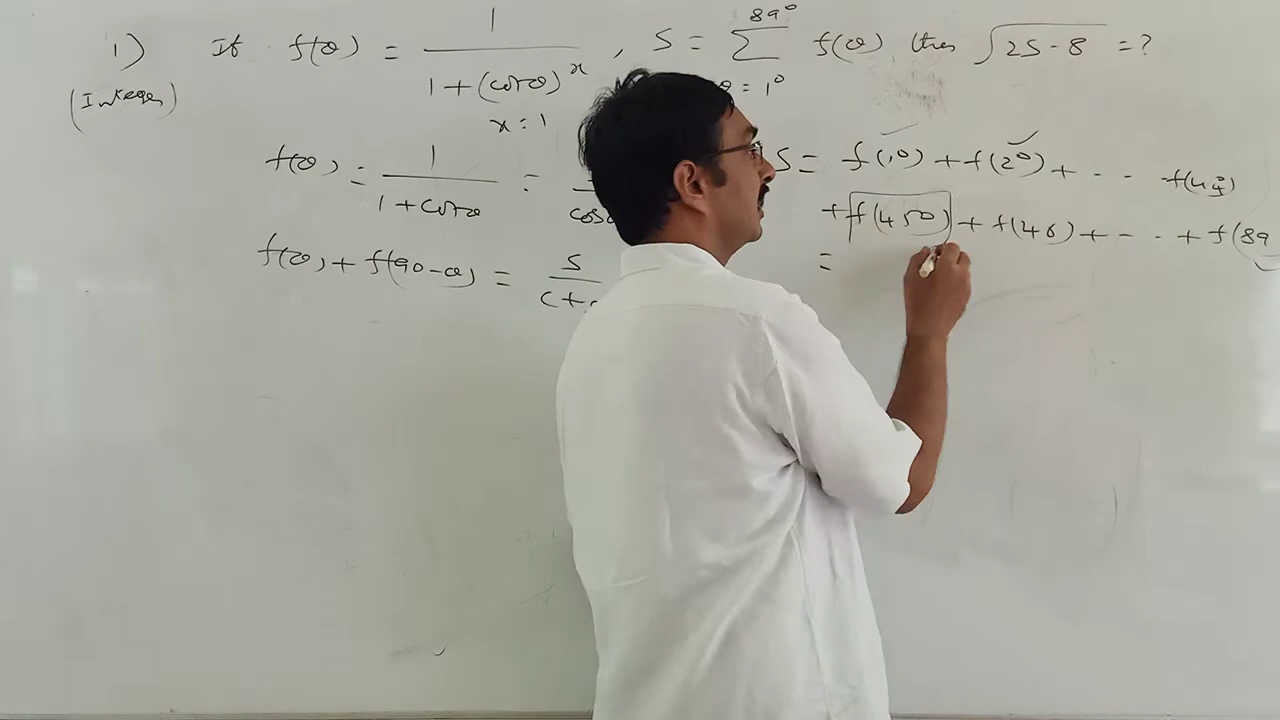 1) If f(θ) = 1 / 1 + (cotθ)^x , S = Σ_{θ = 1°}^{89°} f(θ) then √2S - 8 = ?
(Integer)
x = 1
f(θ) = 1 / 1 + cotθ =
S = f(1°) + f(2°) + - - f(44°)
+ f(45°) + f(46) + - - . + f(89
f(θ) + f(90-θ) = s / c+
=